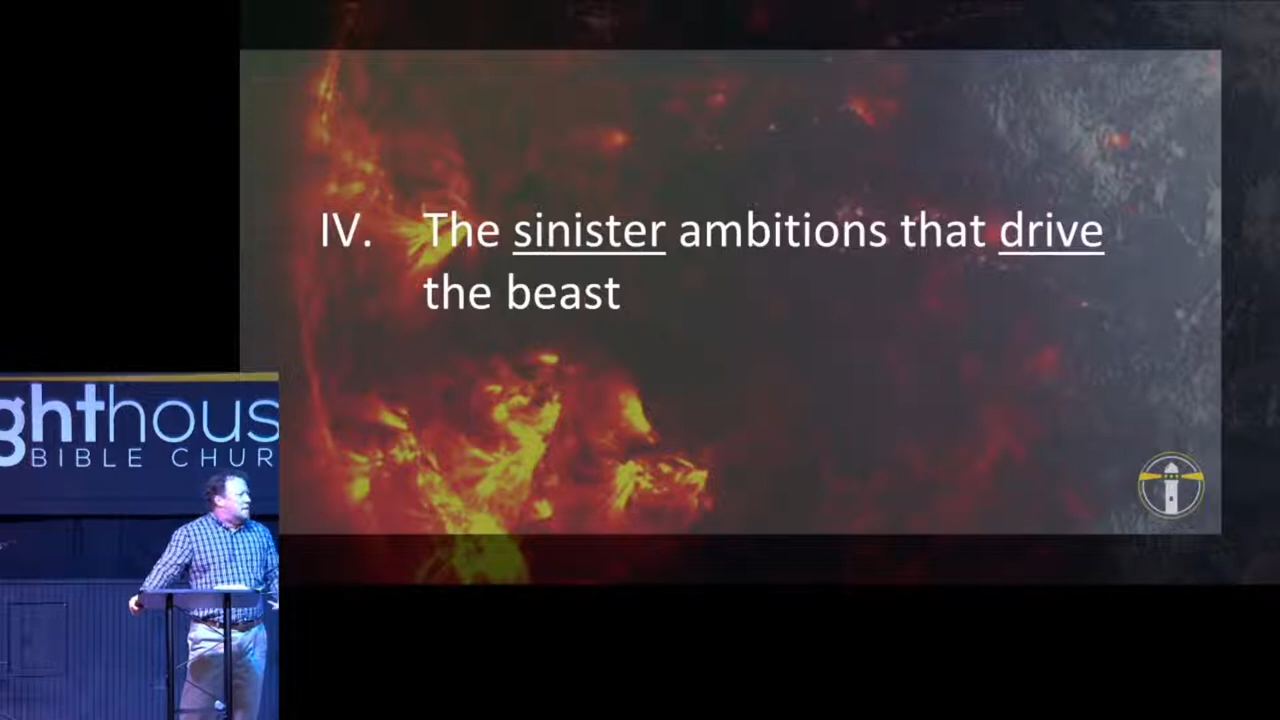 IV. The sinister ambitions that drive
the beast
ghthous
BIBLE CHUR